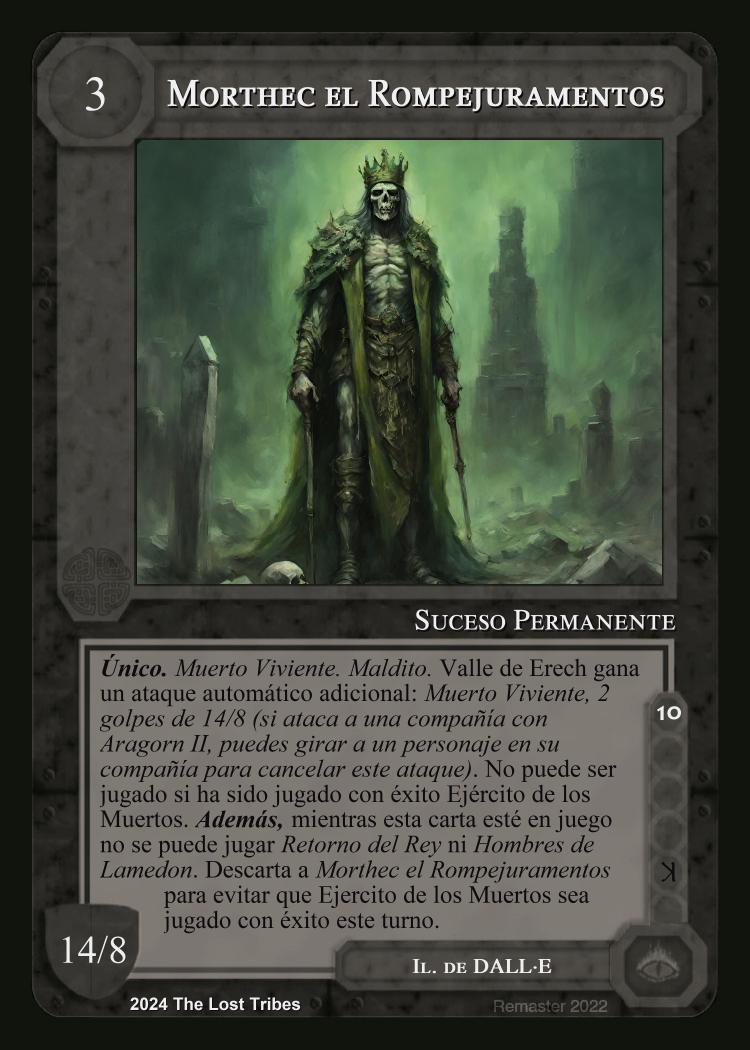 3
Morthec el Rompejuramentos
Suceso Permanente
Único. Muerto Viviente. Maldito. Valle de Erech gana
un ataque automático adicional: Muerto Viviente, 2
golpes de 14/8 (si ataca a una compañía con
Aragorn II, puedes girar a un personaje en su
compañía para cancelar este ataque). No puede ser
jugado si ha sido jugado con éxito Ejército de los
Muertos. Además, mientras esta carta esté en juego
no se puede jugar Retorno del Rey ni Hombres de
Lamedon. Descarta a Morthec el Rompejuramentos
para evitar que Ejercito de los Muertos sea
jugado con éxito este turno.
10
14/8
Il. de DALL·E
2024 The Lost Tribes
Remaster 2022